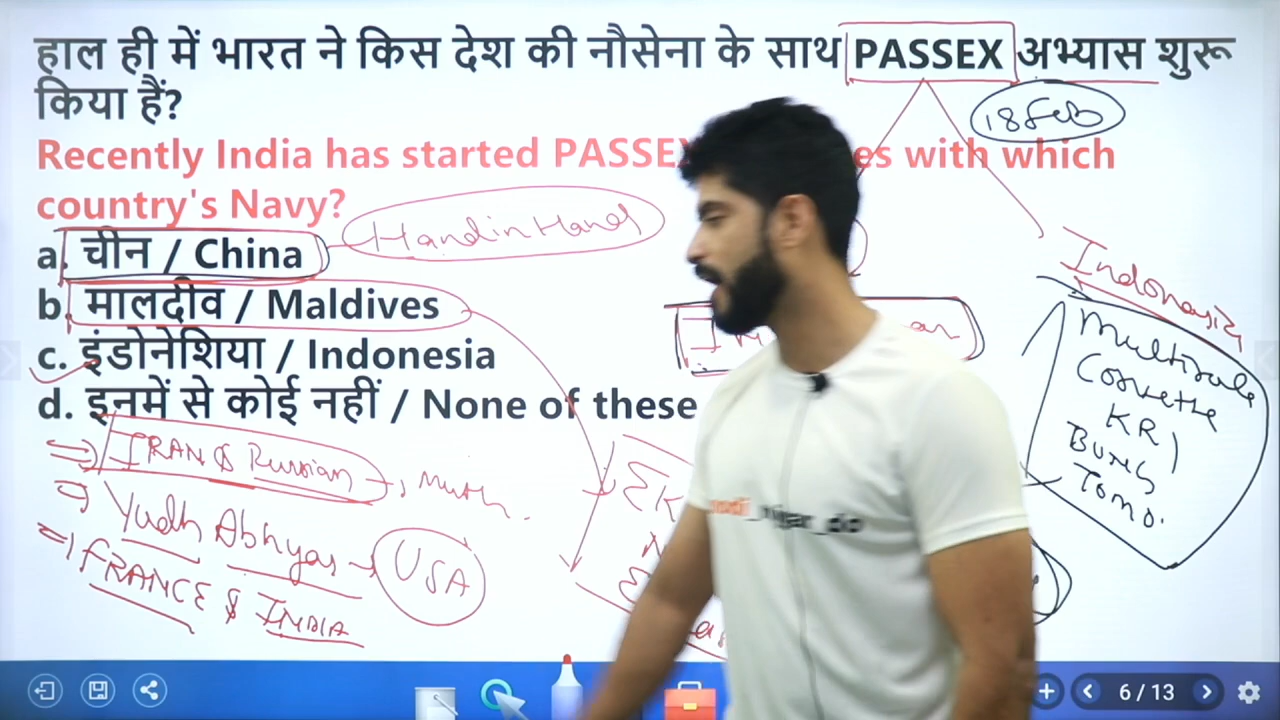 हाल ही में भारत ने किस देश की नौसेना के साथ PASSEX अभ्यास शुरू
किया हैं?
18 Feb
Recently India has started PASSEX es with which
country's Navy?
a. चीन / China
Hand in Hand
b. मालदीव / Maldives
c. इंडोनेशिया / Indonesia
d. इनमें से कोई नहीं / None of these
Indonesia
Multirole
Corvette
KRI
Bung
Tomo.
IRAN & Russian
Yudh Abhyas
USA
FRANCE & INDIA
Ek
6 / 13